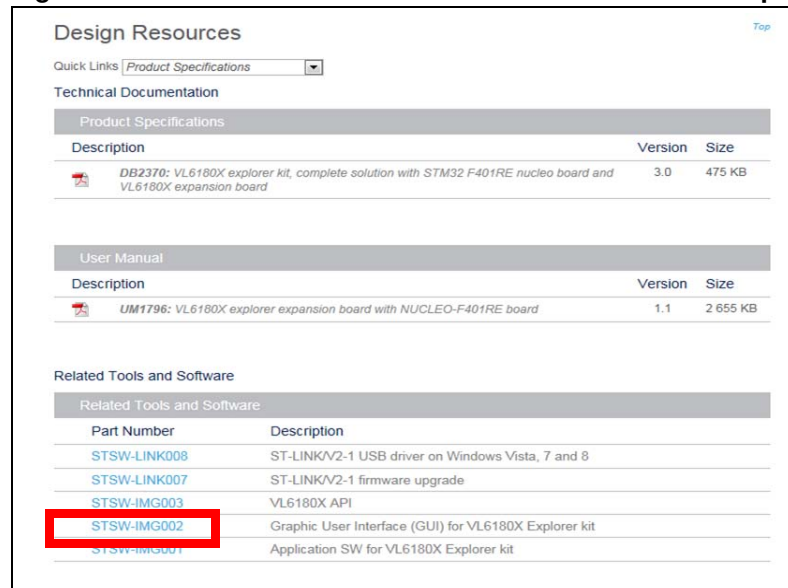 Design Resources
Top
Quick Links Product Specifications
Technical Documentation
Product Specifications
Description Version Size
DB2370: VL6180X explorer kit, complete solution with STM32 F401RE nucleo board and 3.0 475 KB
VL6180X expansion board
User Manual
Description Version Size
UM1796: VL6180X explorer expansion board with NUCLEO-F401RE board 1.1 2 655 KB
Related Tools and Software
Related Tools and Software
Part Number Description
STSW-LINK008 ST-LINK/V2-1 USB driver on Windows Vista, 7 and 8
STSW-LINK007 ST-LINK/V2-1 firmware upgrade
STSW-IMG003 VL6180X API
STSW-IMG002 Graphic User Interface (GUI) for VL6180X Explorer kit
STSW-IMG001 Application SW for VL6180X Explorer kit